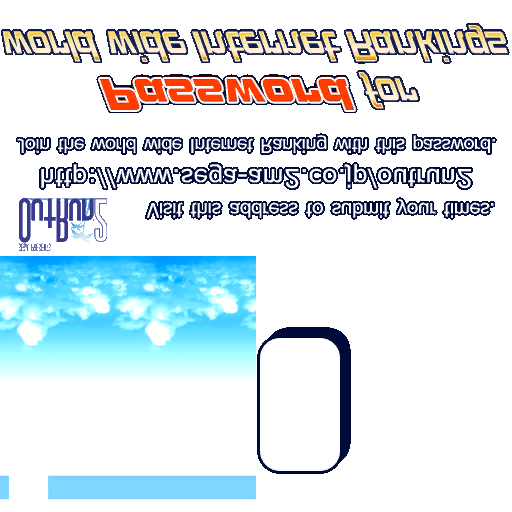 OutRun2
Visit this address to submit your times.
http://www.sega-am2.co.jp/outrun2
Join the world wide Internet Ranking with this password.
Password for
World Wide Internet Rankings